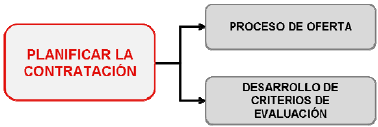 PLANIFICAR LA
CONTRATACIÓN
PROCESO DE OFERTA
DESARROLLO DE
CRITERIOS DE
EVALUACIÓN